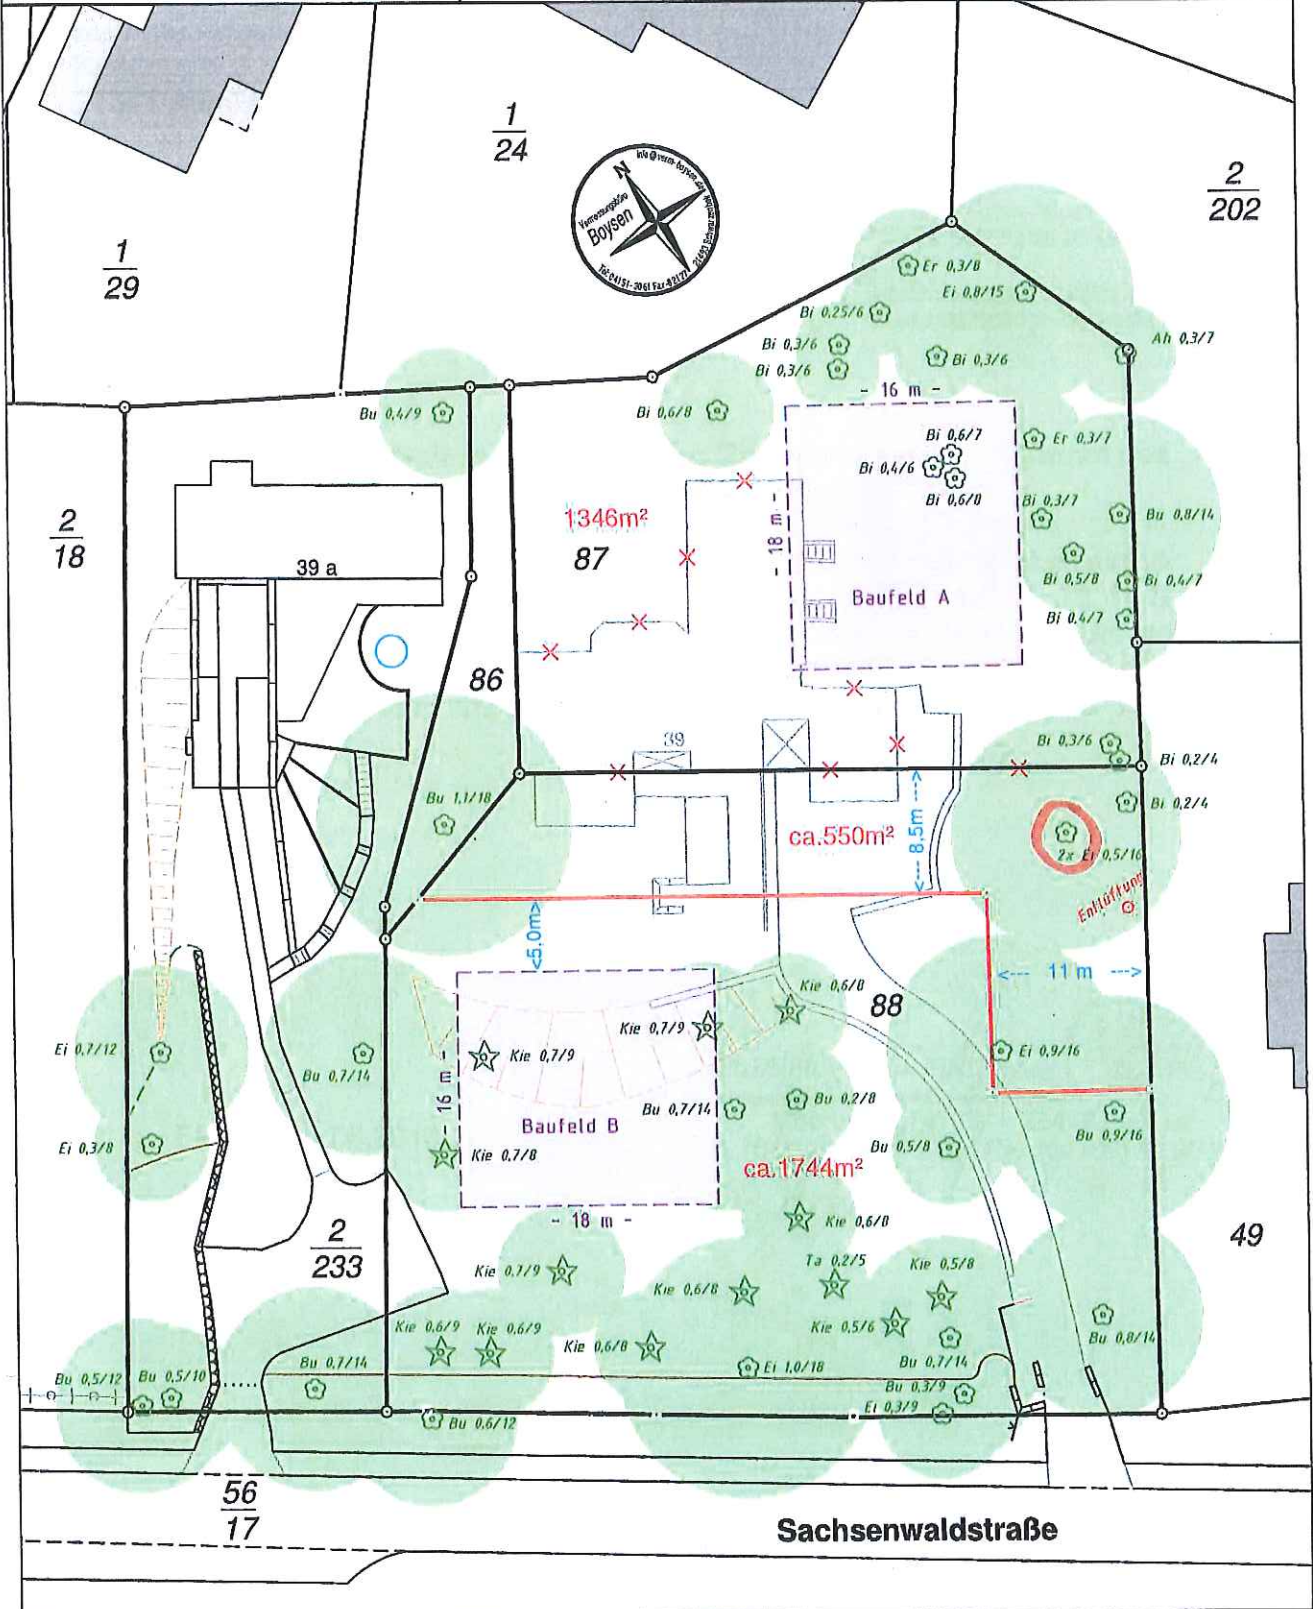 1
24
2
202
1
29
N
info@verm-boysen.de
Vermessungsbüro
Boysen
Er 0,3/8
Ei 0,8/15
Bi 0,25/6
Bi 0,3/6
Ah 0,3/7
Bi 0,3/6
Bi 0,3/6
- 16 m -
Bu 0,4/9
Bi 0,6/8
Bi 0,6/7
Er 0,3/7
Bi 0,4/6
Bi 0,6/8
Bi 0,3/7
Bu 0,8/14
1346m²
87
2
18
- 18 m -
39 a
Bi 0,5/8
Bi 0,4/7
Baufeld A
Bi 0,4/7
86
39
Bi 0,3/6
Bi 0,2/4
Bu 1,1/18
Bi 0,2/4
ca.550m²
<--- 8,5m --->
2x Ei 0,5/16
Entlüftung
<5,0m>
<--- 11 m --->
Kie 0,6/8
88
Kie 0,7/9
Kie 0,7/9
Ei 0,7/12
Ei 0,9/16
Bu 0,7/14
- 16 m -
Bu 0,7/14
Bu 0,2/8
Baufeld B
Bu 0,9/16
Ei 0,3/8
Kie 0,7/8
Bu 0,5/8
ca.1744m²
- 18 m -
Kie 0,6/8
2
233
49
Kie 0,7/9
Ta 0,2/5
Kie 0,5/8
Kie 0,6/8
Kie 0,6/9
Kie 0,6/9
Kie 0,6/8
Kie 0,5/6
Bu 0,8/14
Bu 0,5/12
Bu 0,5/10
Bu 0,7/14
Ei 1,0/18
Bu 0,7/14
Bu 0,3/9
Bu 0,6/12
Ei 0,3/9
56
17
Sachsenwaldstraße